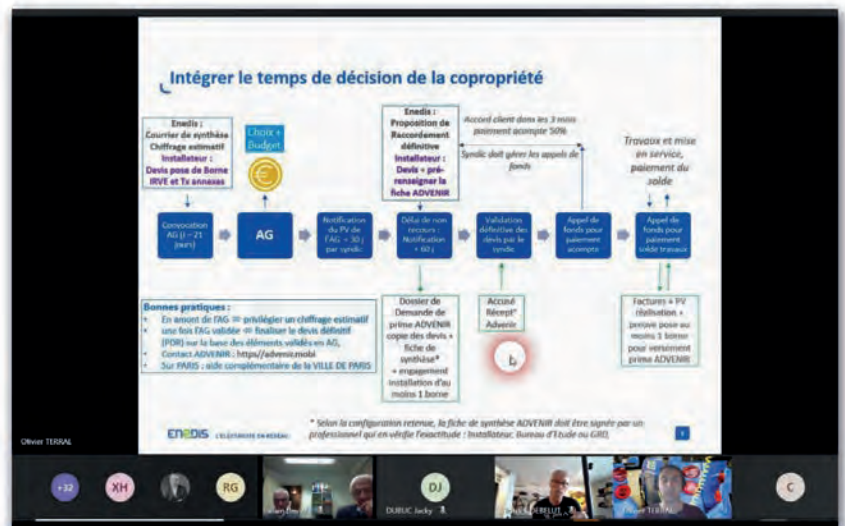 Intégrer le temps de décision de la copropriété
Enedis :
Courrier de synthèse
Chiffrage estimatif
Installateur :
Devis pose de Borne
IRVE et Tx annexes
Choix +
Budget
Enedis :
Proposition de
Raccordement
définitive
Installateur :
Devis + pré-
renseigner la
fiche ADVENIR
Accord client dans les 3 mois
paiement acompte 50%
Syndic doit gérer les appels de
fonds
Travaux et mise
en service,
paiement du
solde
Convocation
AG (J – 21
jours)
AG
Notification
du PV de
l'AG + 30 j
par syndic
Délai de non
recours :
Notification
+ 60 j
Validation
définitive des
devis par le
syndic
Appel de
fonds pour
paiement
acompte
Appel de
fonds pour
paiement
solde travaux
Bonnes pratiques :
• En amont de l'AG => privilégier un chiffrage estimatif
• une fois l'AG validée => finaliser le devis définitif
(PDR) sur la base des éléments validés en AG,
• Contact ADVENIR : https//advenir.mobi
• Sur PARIS : aide complémentaire de la VILLE DE PARIS
Dossier de
Demande de
prime ADVENIR
copie des devis +
fiche de
synthèse*
+ engagement
installation d'au
moins 1 borne
Accusé
Récept°
Advenir
Factures + PV
réalisation +
preuve pose au
moins 1 borne
pour versement
prime ADVENIR
* Selon la configuration retenue, la fiche de synthèse ADVENIR doit être signée par un
professionnel qui en vérifie l'exactitude : Installateur, Bureau d'Etude ou GRD,
ENEDIS L'ELECTRICITE EN RESEAU
Olivier TERRAL
+32
XH
RG
DJ
DUBUC Jacky
DEBELUT
Olivier TERRAL
C